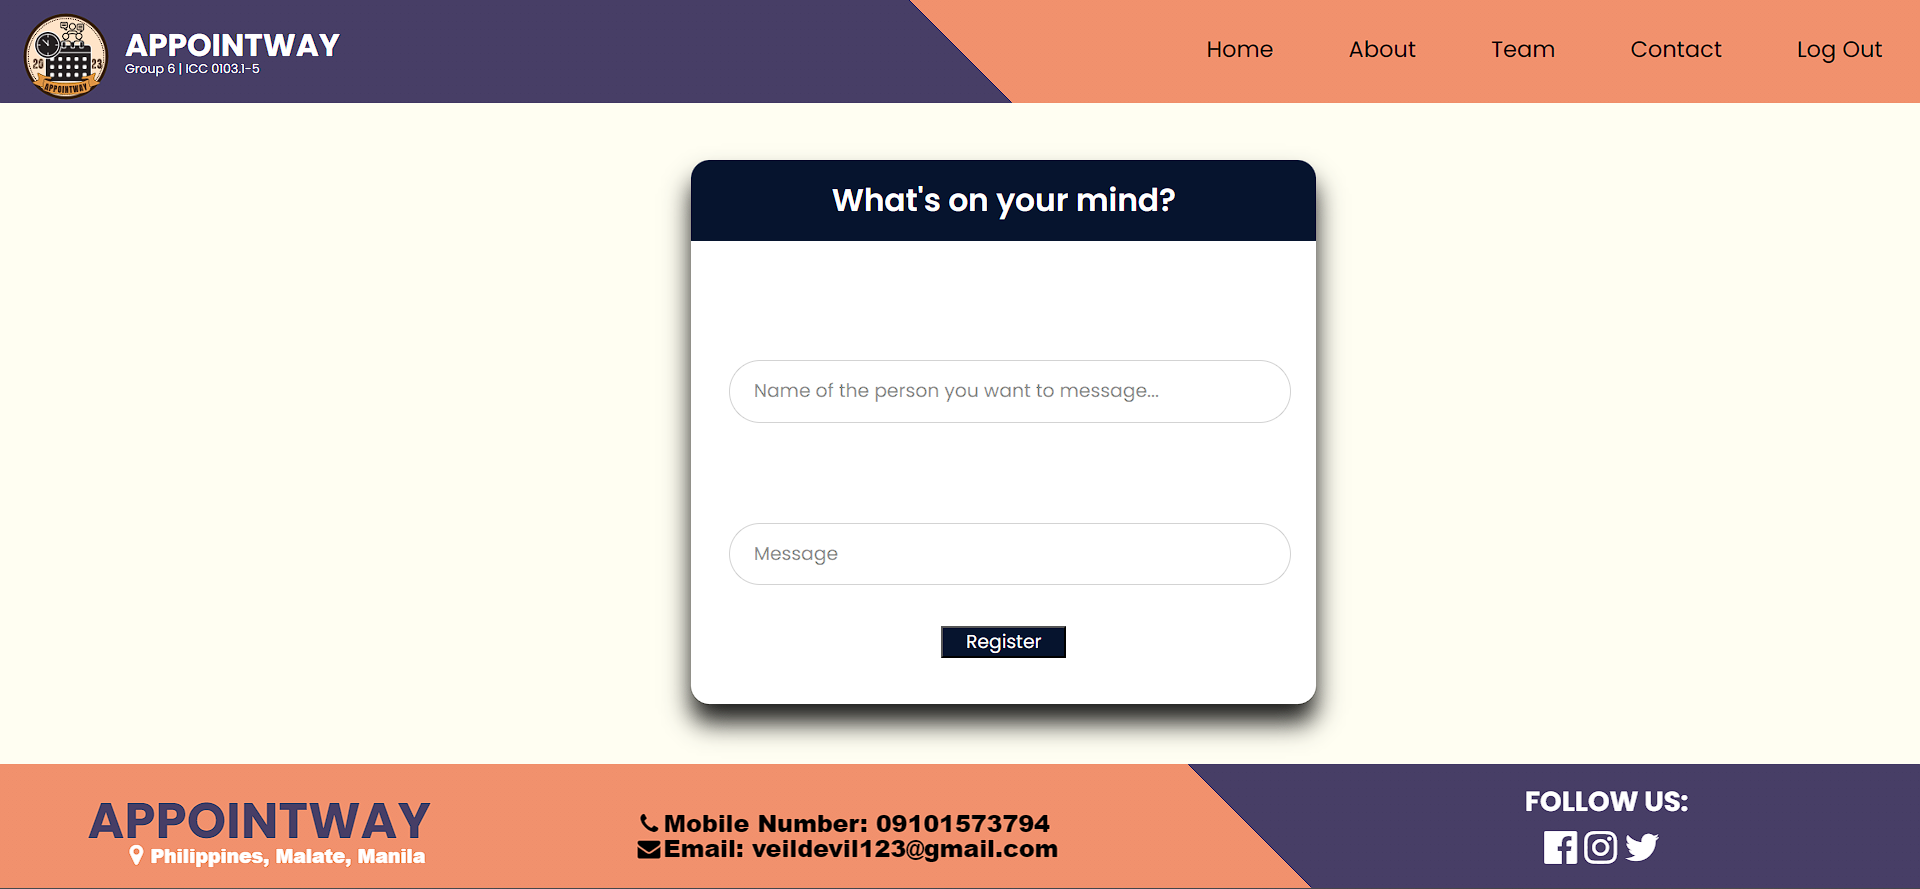 20 23
APPOINTWAY
APPOINTWAY
Group 6 | ICC 0103.1-5
Home
About
Team
Contact
Log Out
What's on your mind?
Name of the person you want to message...
Message
Register
APPOINTWAY
Philippines, Malate, Manila
Mobile Number: 09101573794
Email: veildevil123@gmail.com
FOLLOW US: